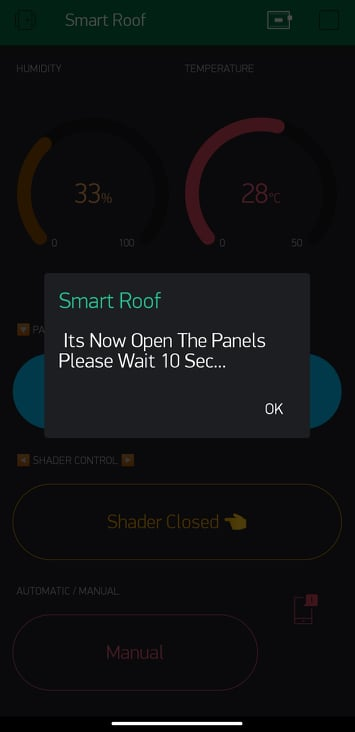 Smart Roof
HUMIDITY
TEMPERATURE
33%
28°C
0
100
0
50
Smart Roof
Its Now Open The Panels
Please Wait 10 Sec...
OK
SHADER CONTROL
Shader Closed
AUTOMATIC / MANUAL
Manual